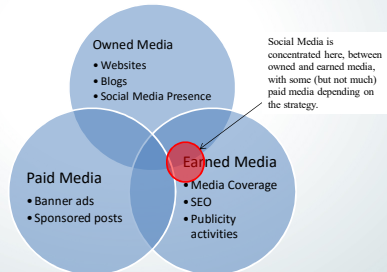 Owned Media
• Websites
• Blogs
• Social Media Presence
Social Media is
concentrated here, between
owned and earned media,
with some (but not much)
paid media depending on
the strategy.
Paid Media
• Banner ads
• Sponsored posts
Earned Media
• Media Coverage
• SEO
• Publicity
activities